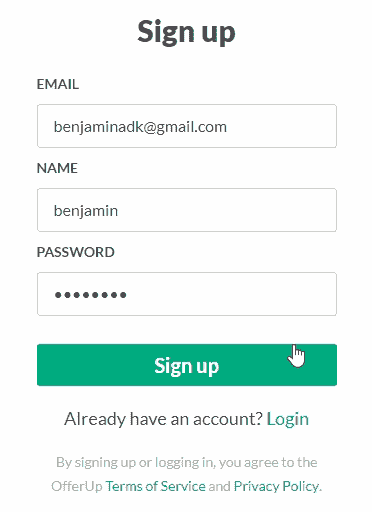 Sign up
EMAIL
benjaminadk@gmail.com
NAME
benjamin
PASSWORD
••••••••
Sign up
Already have an account? Login
By signing up or logging in, you agree to the
OfferUp Terms of Service and Privacy Policy.